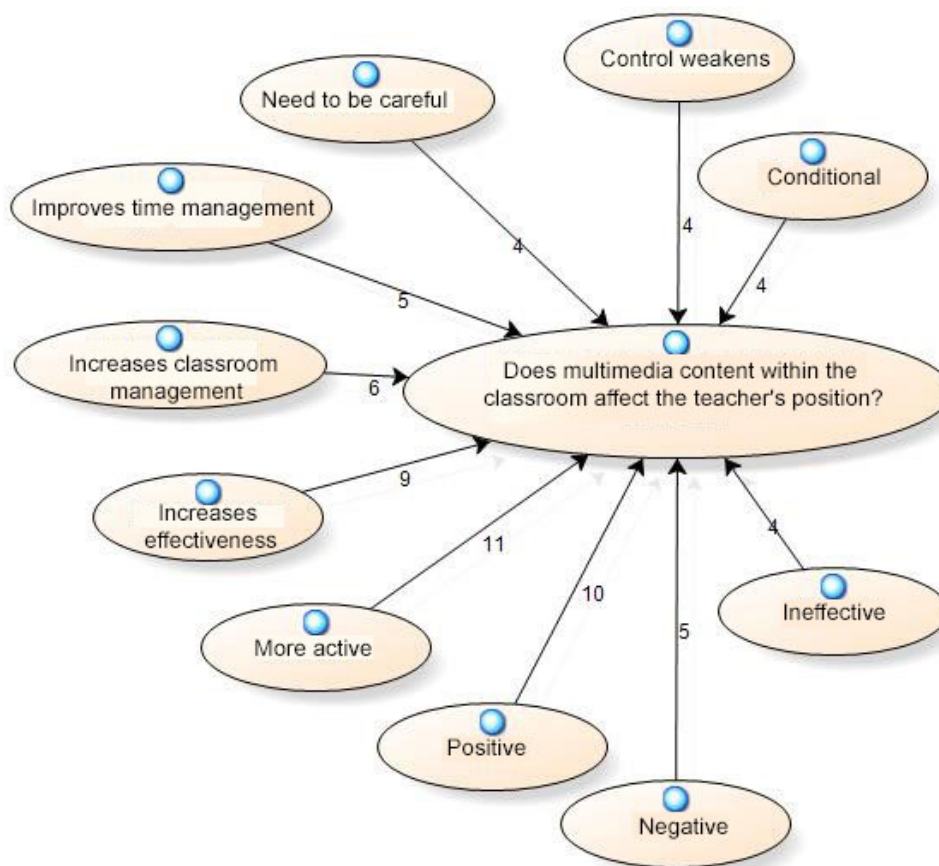 Control weakens
Need to be careful
Conditional
Improves time management
4
4
4
5
Increases classroom
management
6
Does multimedia content within the
classroom affect the teacher's position?
9
Increases
effectiveness
11
10
5
4
More active
Ineffective
Positive
Negative